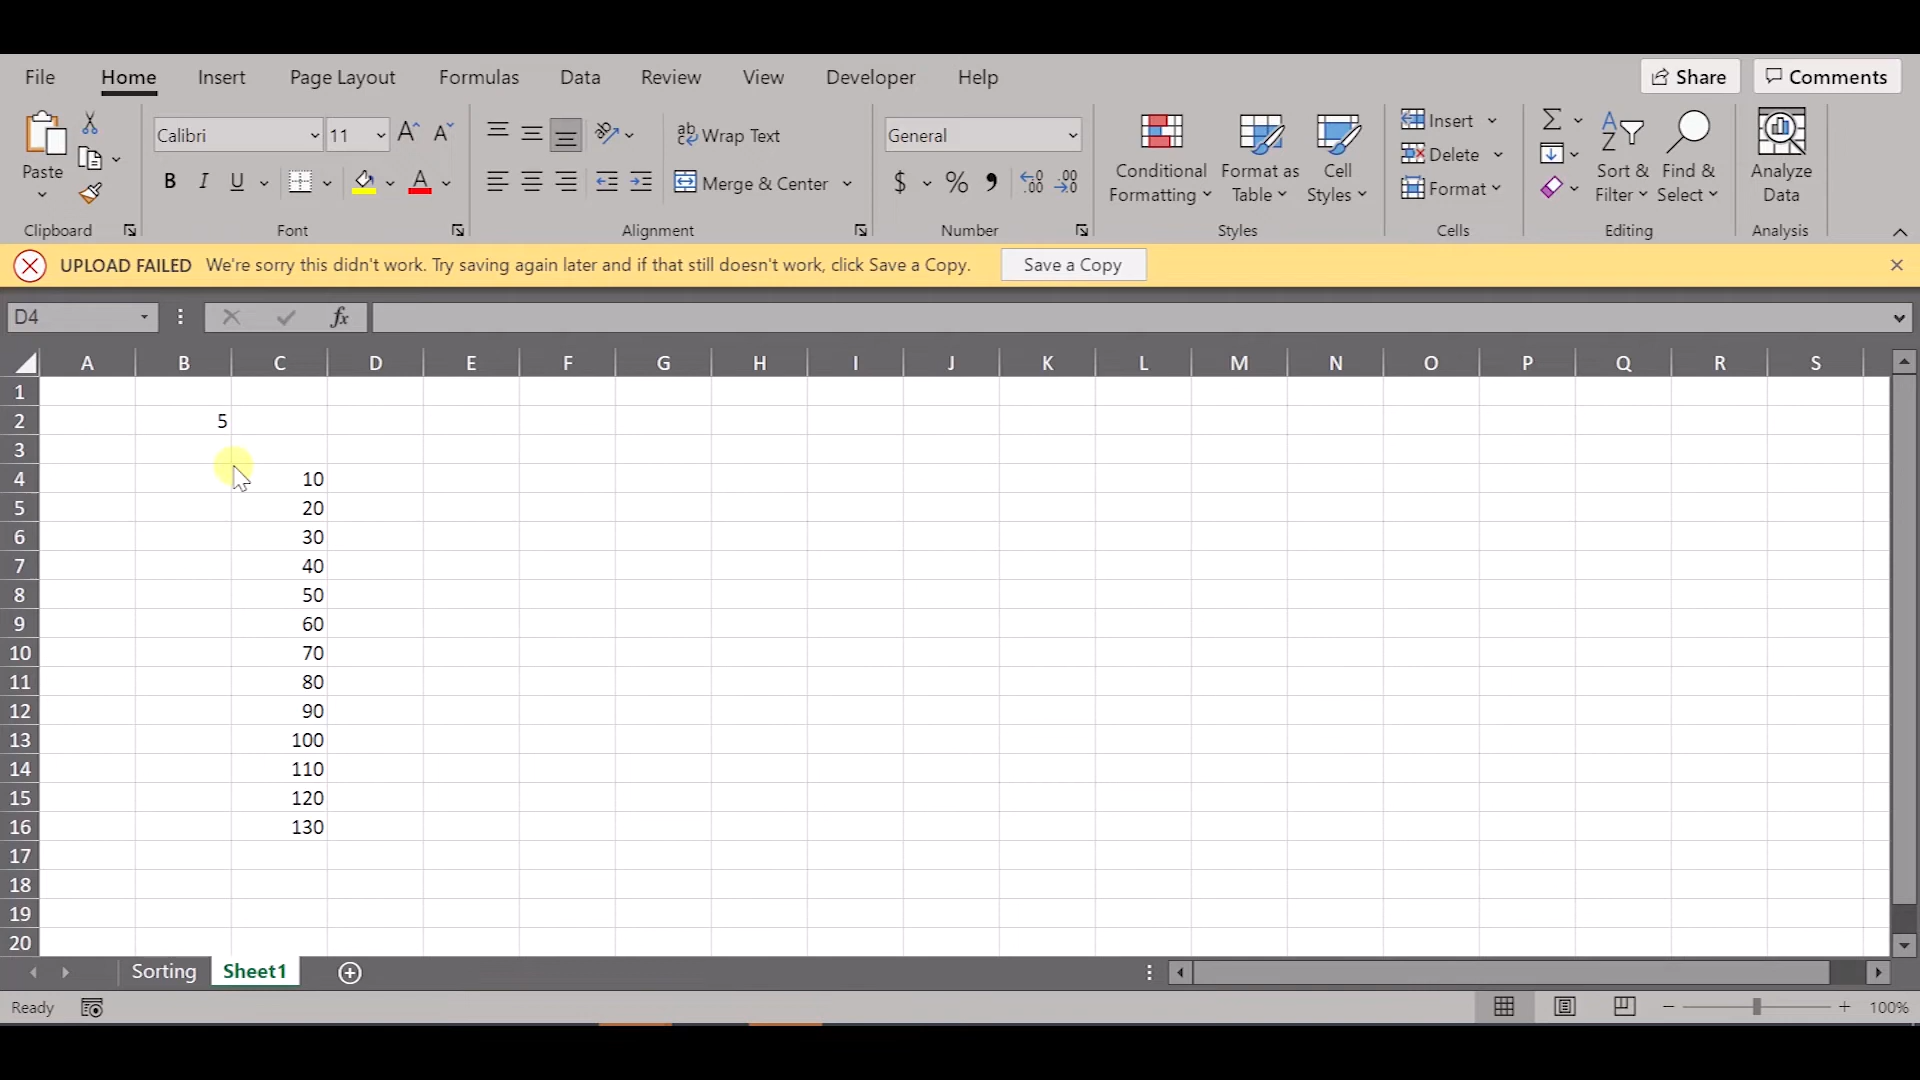 File Home Insert Page Layout Formulas Data Review View Developer Help Share Comments
Calibri 11 Wrap Text General Insert
Paste Conditional Formatting Format as Table Cell Styles Delete Sort & Filter Find & Select Analyze Data
B I U Merge & Center $ % Format
Clipboard Font Alignment Number Styles Cells Editing Analysis
UPLOAD FAILED We're sorry this didn't work. Try saving again later and if that still doesn't work, click Save a Copy. Save a Copy
D4 fx
A B C D E F G H I J K L M N O P Q R S
1
2 5
3
4 10
5 20
6 30
7 40
8 50
9 60
10 70
11 80
12 90
13 100
14 110
15 120
16 130
17
18
19
20
Sorting Sheet1
Ready 100%